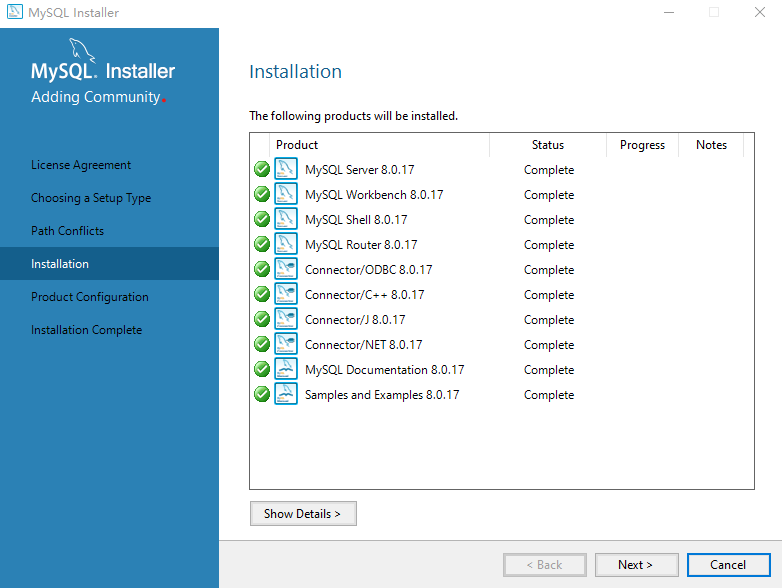 MySQL Installer
MySQL. Installer
Adding Community.
License Agreement
Choosing a Setup Type
Path Conflicts
Installation
Product Configuration
Installation Complete
Installation
The following products will be installed.
Product Status Progress Notes
MySQL Server 8.0.17 Complete
MySQL Workbench 8.0.17 Complete
MySQL Shell 8.0.17 Complete
MySQL Router 8.0.17 Complete
Connector/ODBC 8.0.17 Complete
Connector/C++ 8.0.17 Complete
Connector/J 8.0.17 Complete
Connector/NET 8.0.17 Complete
MySQL Documentation 8.0.17 Complete
Samples and Examples 8.0.17 Complete
Show Details >
< Back Next > Cancel